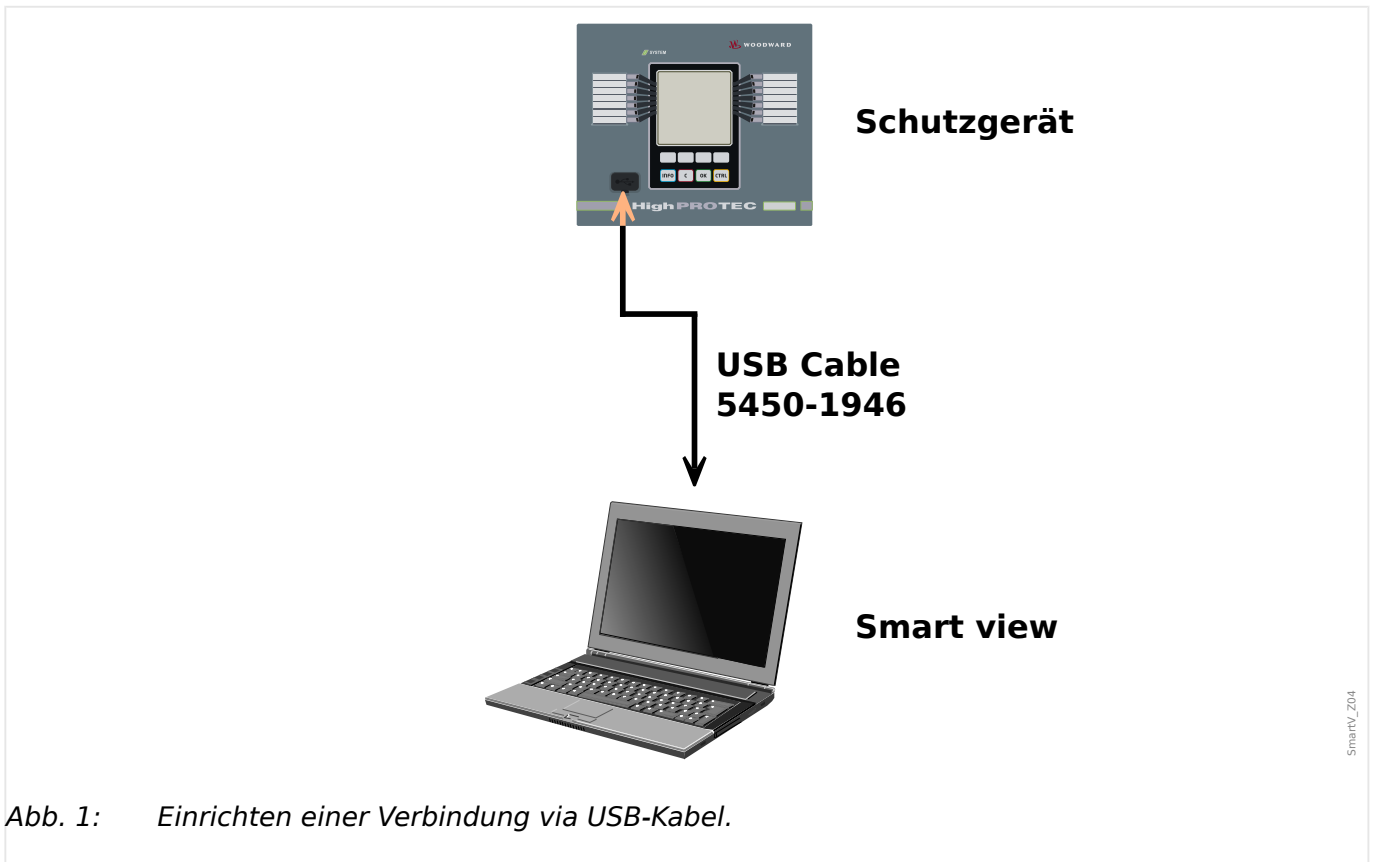 SYSTEM
WOODWARD
Schutzgerät
INFO C OK CTRL
HighPROTEC
USB Cable
5450-1946
Smart view
SmartV_Z04
Abb. 1: Einrichten einer Verbindung via USB-Kabel.